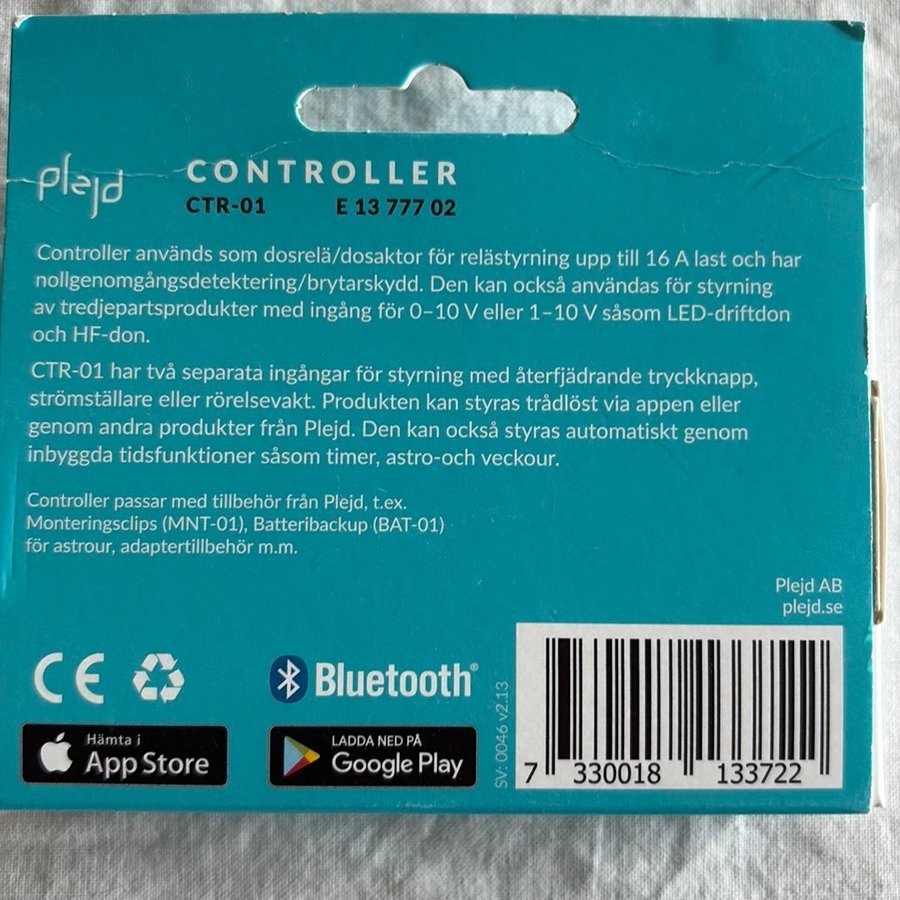 plejd
CONTROLLER
CTR-01 E 13 777 02
Controller används som dosrelä/dosaktor för relästyrning upp till 16 A last och har
nollgenomgångsdetektering/brytarskydd. Den kan också användas för styrning
av tredjepartsprodukter med ingång för 0–10 V eller 1–10 V såsom LED-driftdon
och HF-don.
CTR-01 har två separata ingångar för styrning med återfjädrande tryckknapp,
strömställare eller rörelsevakt. Produkten kan styras trådlöst via appen eller
genom andra produkter från Plejd. Den kan också styras automatiskt genom
inbyggda tidsfunktioner såsom timer, astro-och veckour.
Controller passar med tillbehör från Plejd, t.ex.
Monteringsclips (MNT-01), Batteribackup (BAT-01)
för astrour, adaptertillbehör m.m.
Plejd AB
plejd.se
CE
Bluetooth®
Hämta i
App Store
LADDA NED PÅ
Google Play
SV: 0046 v2.13
7 330018 133722